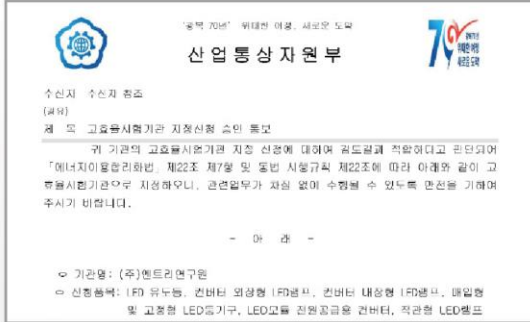 '광복 70년' 위대한 여정, 새로운 도약
산업통상자원부
위대한 여정
새로운 도약
수신자 수신자 참조
(경유)
제 목 고효율시험기관 지정신청 승인 통보
귀 기관의 고효율시험기관 지정 신청에 대하여 검토결과 적합하다고 판단되어
「에너지이용합리화법」 제22조 제7항 및 동법 시행규칙 제22조에 따라 아래와 같이 고
효율시험기관으로 지정하오니, 관련업무가 차질 없이 수행될 수 있도록 만전을 기하여
주시기 바랍니다.
- 아 래 -
ㅇ 기관명: (주)엔트리연구원
ㅇ 신청품목: LED 유도등, 컨버터 외장형 LED램프, 컨버터 내장형 LED램프, 매입형
및 고정형 LED등기구, LED모듈 전원공급용 컨버터, 직관형 LED램프